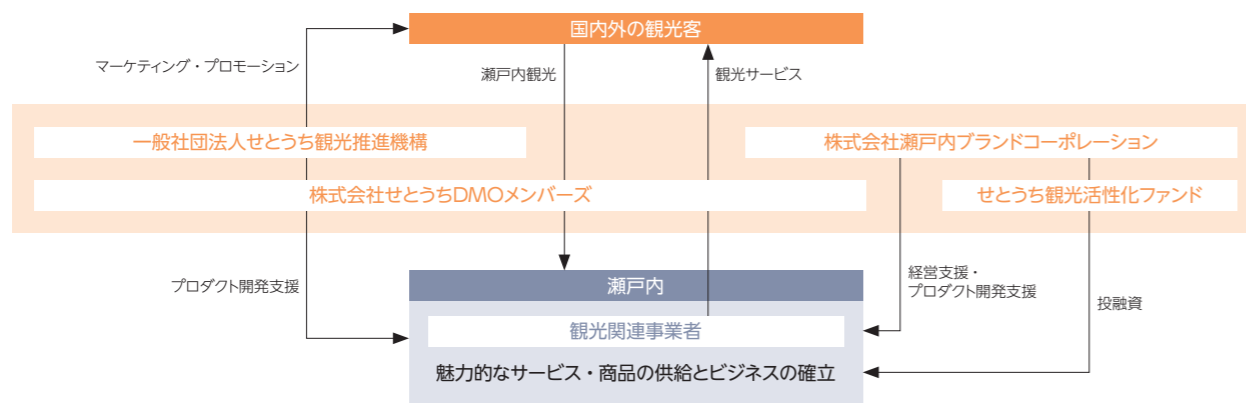 国内外の観光客
マーケティング・プロモーション
瀬戸内観光
観光サービス
一般社団法人せとうち観光推進機構
株式会社瀬戸内ブランドコーポレーション
株式会社せとうちDMOメンバーズ
せとうち観光活性化ファンド
プロダクト開発支援
瀬戸内
経営支援・
プロダクト開発支援
投融資
観光関連事業者
魅力的なサービス・商品の供給とビジネスの確立